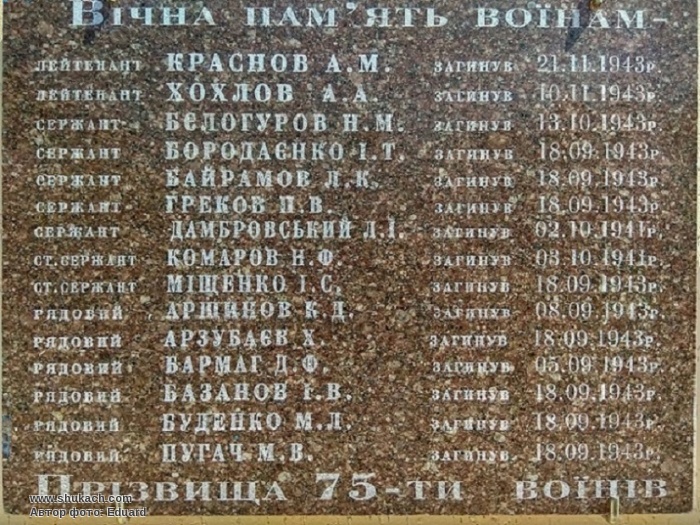 Вічна пам'ять воїнам-
лейтенант Краснов А.М. загинув 21.11.1943р.
лейтенант Хохлов А.А. загинув 10.11.1943р.
сержант Бєлогуров Н.М. загинув 13.10.1943р.
сержант Бородаєнко І.Т. загинув 18.09.1943р.
сержант Байрамов Л.К. загинув 18.09.1943р.
сержант Греков П.В. загинув 18.09.1943р.
сержант Дамбровський Л.І. загинув 02.10.1941р.
ст.сержант Комаров Н.Ф. загинув 03.10.1941р.
ст.сержант Міщенко І.С. загинув 18.09.1943р.
рядовий Аршинов К.Д. загинув 08.09.1943р.
рядовий Арзубаєв Х. загинув 18.09.1943р.
рядовий Бармаг Д.Ф. загинув 05.09.1943р.
рядовий Базанов І.В. загинув 18.09.1943р.
рядовий Буденко М.Л. загинув 18.09.1943р.
рядовий Пугач М.В. загинув 18.09.1943р.
Прізвища 75-ти воїнів
www.shukach.com
Автор фото: Eduard